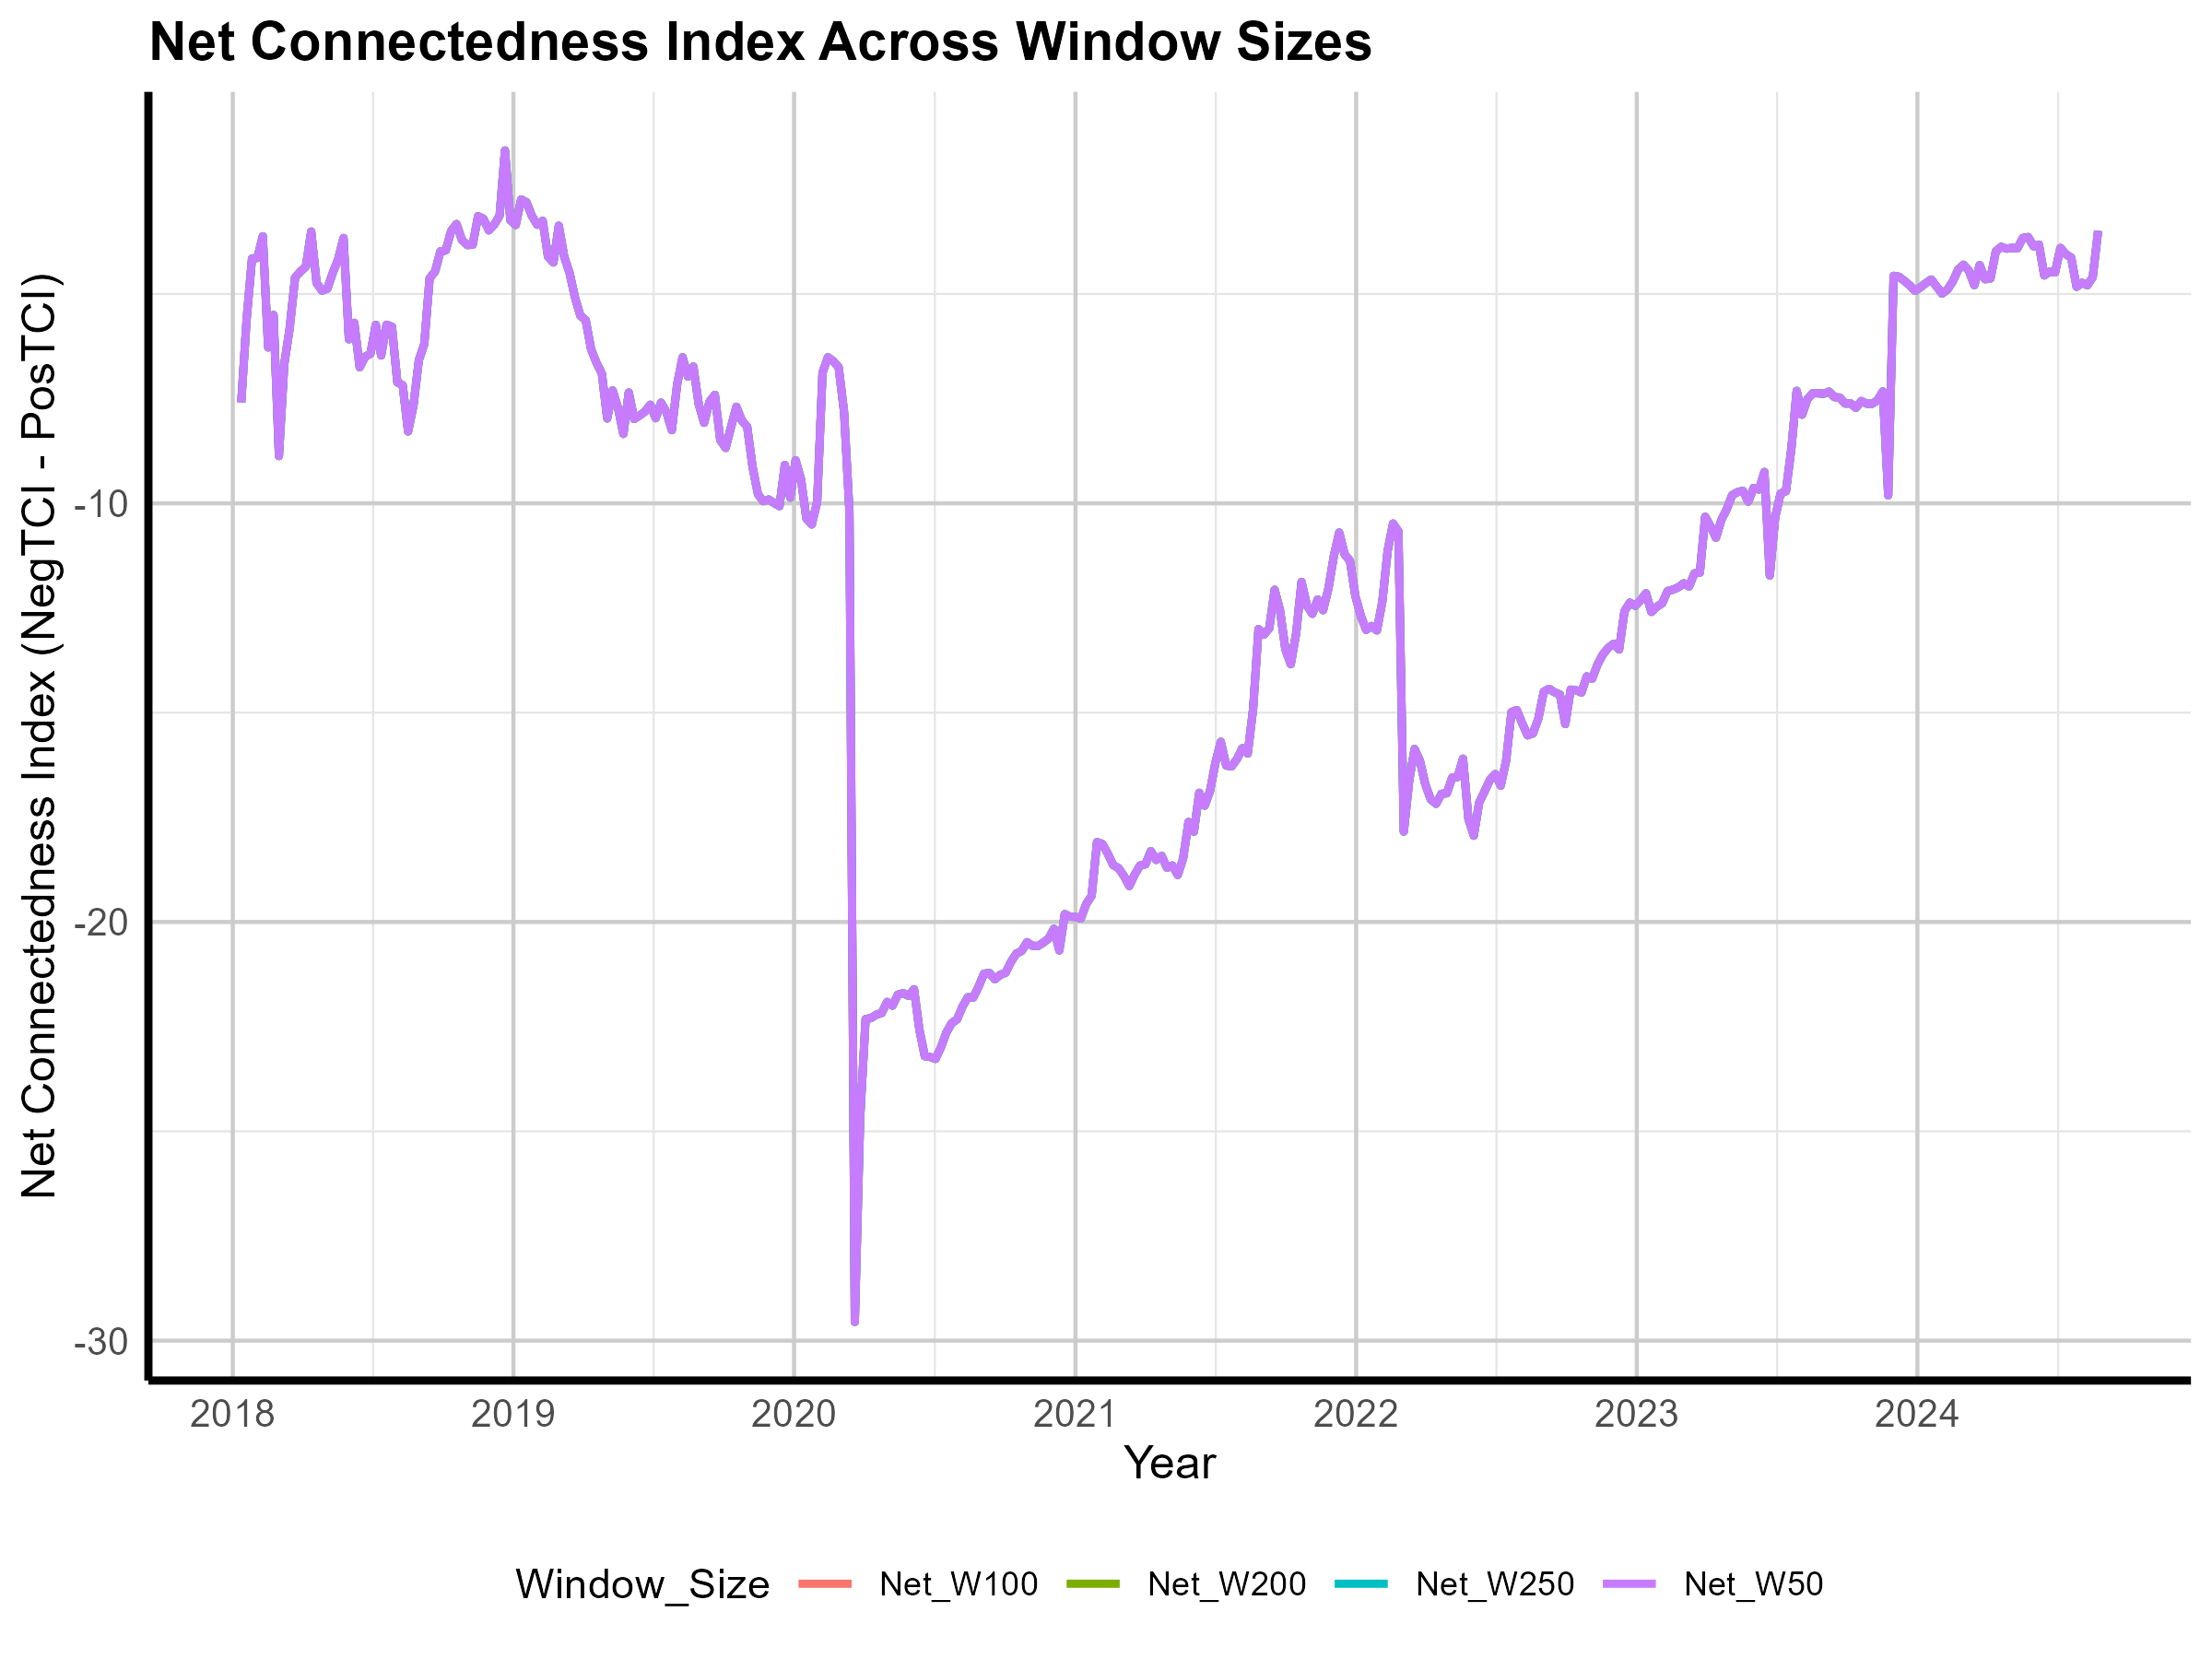 Net Connectedness Index Across Window Sizes
Net Connectedness Index (NegTCI - PosTCI)
-10
-20
-30
2018 2019 2020 2021 2022 2023 2024
Year
Window_Size Net_W100 Net_W200 Net_W250 Net_W50